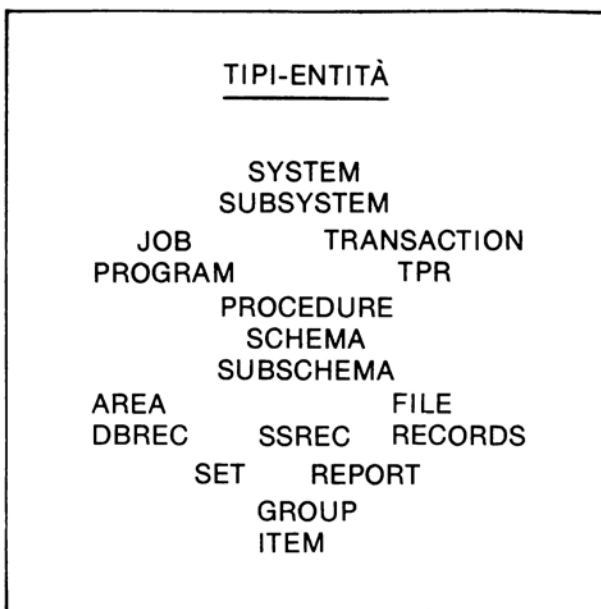 TIPI-ENTITÀ
SYSTEM
SUBSYSTEM
JOB TRANSACTION
PROGRAM TPR
PROCEDURE
SCHEMA
SUBSCHEMA
AREA FILE
DBREC SSREC RECORDS
SET REPORT
GROUP
ITEM